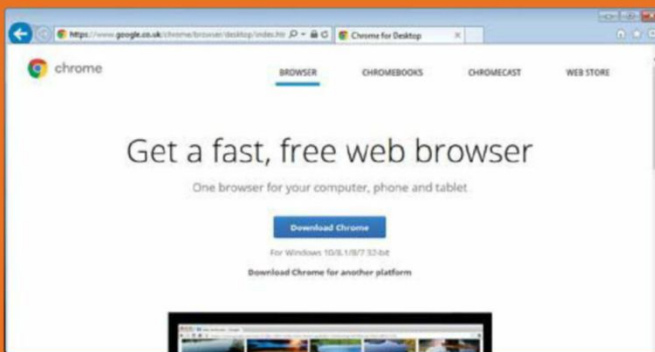 https://www.google.co.uk/chrome/browser/desktop/index.htm
Chrome for Desktop
chrome
BROWSER
CHROMEBOOKS
CHROMECAST
WEB STORE
Get a fast, free web browser
One browser for your computer, phone and tablet
Download Chrome
For Windows 10/8.1/8/7 32-bit
Download Chrome for another platform